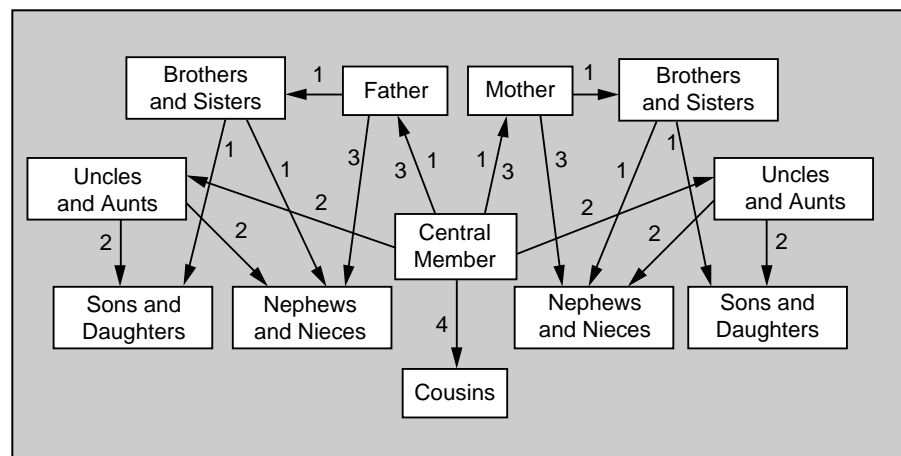 Brothers
and Sisters
1
Father
Mother
1
Brothers
and Sisters
Uncles
and Aunts
1
1
3
3
1
1
3
3
1
1
Uncles
and Aunts
2
2
2
Central
Member
2
2
2
Sons and
Daughters
Nephews
and Nieces
4
Nephews
and Nieces
Sons and
Daughters
Cousins